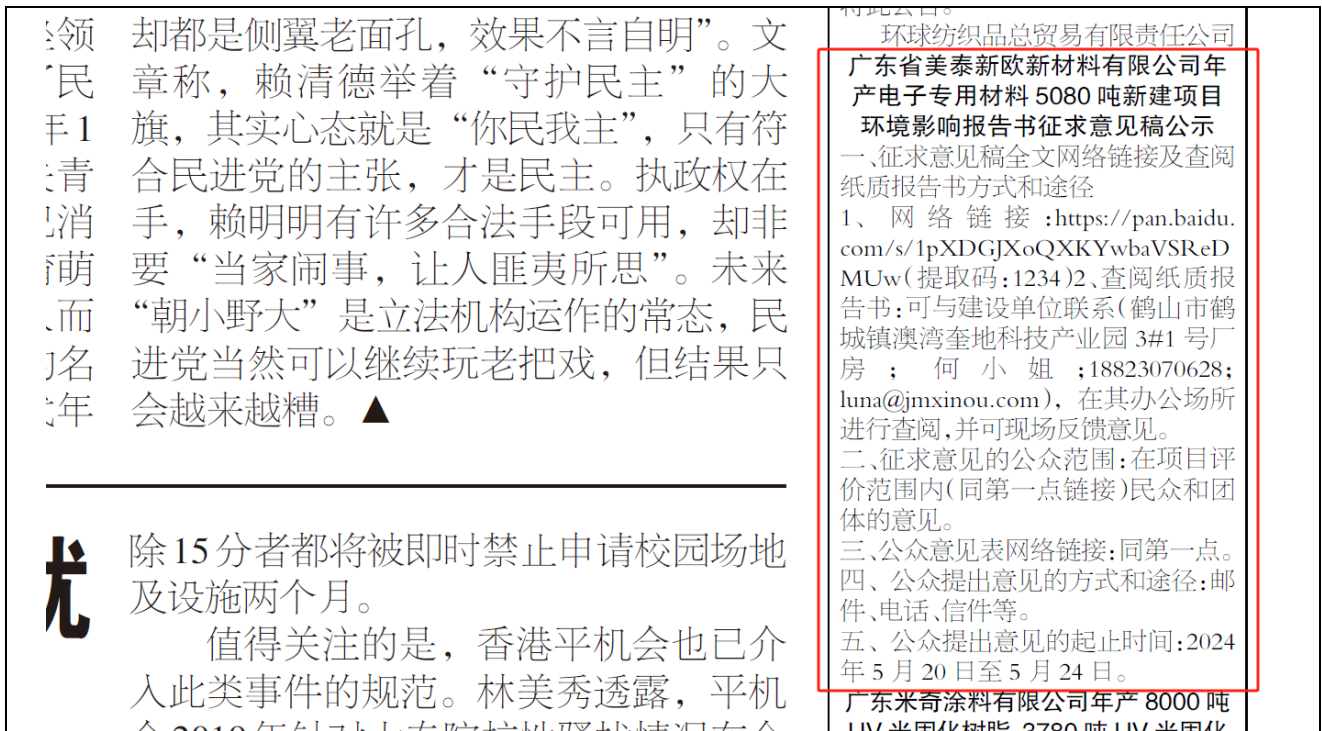 领
民
年 1
青
消
萌
而
名
年
却都是侧翼老面孔，效果不言自明”。文
章称，赖清德举着“守护民主”的大
旗，其实心态就是“你民我主”，只有符
合民进党的主张，才是民主。执政权在
手，赖明明有许多合法手段可用，却非
要“当家闹事，让人匪夷所思”。未来
“朝小野大”是立法机构运作的常态，民
进党当然可以继续玩老把戏，但结果只
会越来越糟。▲
除 15 分者都将被即时禁止申请校园场地
及设施两个月。
值得关注的是，香港平机会也已介
入此类事件的规范。林美秀透露，平机
环球纺织品总贸易有限责任公司
广东省美泰新欧新材料有限公司年
产电子专用材料 5080 吨新建项目
环境影响报告书征求意见稿公示
一、征求意见稿全文网络链接及查阅
纸质报告书方式和途径
1、网络链接:https://pan.baidu.
com/s/1pXDGJXoQXKYwbaVSReD
MUw(提取码:1234)2、查阅纸质报
告书:可与建设单位联系(鹤山市鹤
城镇澳湾奎地科技产业园 3#1 号厂
房;何小姐;18823070628;
luna@jmxinou.com)，在其办公场所
进行查阅,并可现场反馈意见。
二、征求意见的公众范围:在项目评
价范围内(同第一点链接)民众和团
体的意见。
三、公众意见表网络链接:同第一点。
四、公众提出意见的方式和途径:邮
件、电话、信件等。
五、公众提出意见的起止时间:2024
年 5 月 20 日至 5 月 24 日。
广东米奇涂料有限公司年产 8000 吨